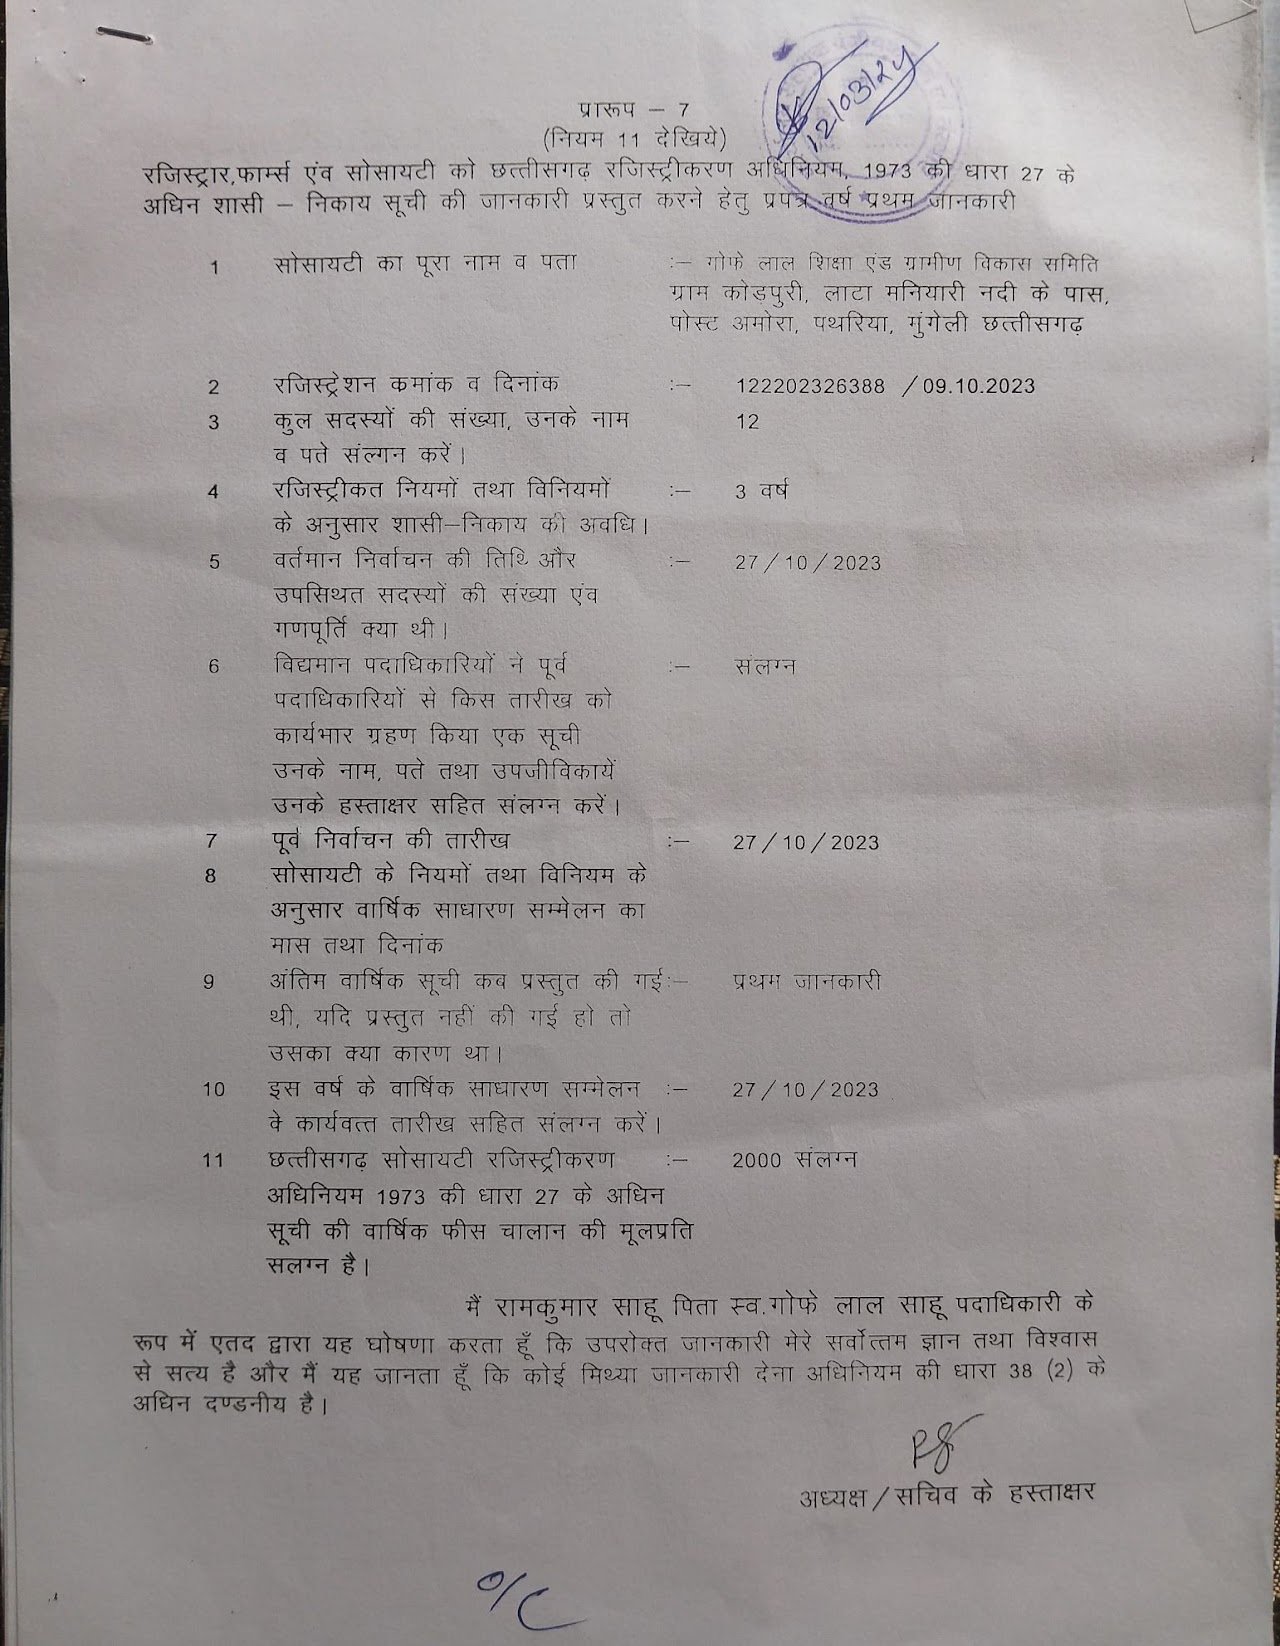 12/03/24
प्रारूप – 7
(नियम 11 देखिये)
रजिस्ट्रार,फार्म्स एंव सोसायटी को छत्तीसगढ़ रजिस्ट्रीकरण अधिनियम, 1973 की धारा 27 के
अधिन शासी – निकाय सूची की जानकारी प्रस्तुत करने हेतु प्रपत्र वर्ष प्रथम जानकारी
1 सोसायटी का पूरा नाम व पता :– गोफे लाल शिक्षा एंड ग्रामीण विकास समिति
ग्राम कोड़पुरी, लाटा मनियारी नदी के पास,
पोस्ट अमोरा, पथरिया, मुंगेली छत्तीसगढ़
2 रजिस्ट्रेशन कमांक व दिनांक :– 122202326388 /09.10.2023
3 कुल सदस्यों की संख्या, उनके नाम 12
व पते संल्गन करें।
4 रजिस्ट्रीकत नियमों तथा विनियमों :– 3 वर्ष
के अनुसार शासी–निकाय की अवधि।
5 वर्तमान निर्वाचन की तिथि और :– 27/10/2023
उपसिथत सदस्यों की संख्या एंव
गणपूर्ति क्या थी।
6 विद्यमान पदाधिकारियों ने पूर्व :– संलग्न
पदाधिकारियों से किस तारीख को
कार्यभार ग्रहण किया एक सूची
उनके नाम, पते तथा उपजीविकायें
उनके हस्ताक्षर सहित संलग्न करें।
7 पूर्व निर्वाचन की तारीख :– 27/10/2023
8 सोसायटी के नियमों तथा विनियम के
अनुसार वार्षिक साधारण सम्मेलन का
मास तथा दिनांक
9 अंतिम वार्षिक सूची कब प्रस्तुत की गई:– प्रथम जानकारी
थी, यदि प्रस्तुत नहीं की गई हो तो
उसका क्या कारण था।
10 इस वर्ष के वार्षिक साधारण सम्मेलन :– 27/10/2023
के कार्यवत्त तारीख सहित संलग्न करें।
11 छत्तीसगढ़ सोसायटी रजिस्ट्रीकरण :– 2000 संलग्न
अधिनियम 1973 की धारा 27 के अधिन
सूची की वार्षिक फीस चालान की मूलप्रति
सलग्न है।
मैं रामकुमार साहू पिता स्व.गोफे लाल साहू पदाधिकारी के
रूप में एतद द्वारा यह घोषणा करता हूँ कि उपरोक्त जानकारी मेरे सर्वोत्तम ज्ञान तथा विश्वास
से सत्य है और मैं यह जानता हूँ कि कोई मिथ्या जानकारी देना अधिनियम की धारा 38 (2) के
अधिन दण्डनीय है।
अध्यक्ष/सचिव के हस्ताक्षर
O/C